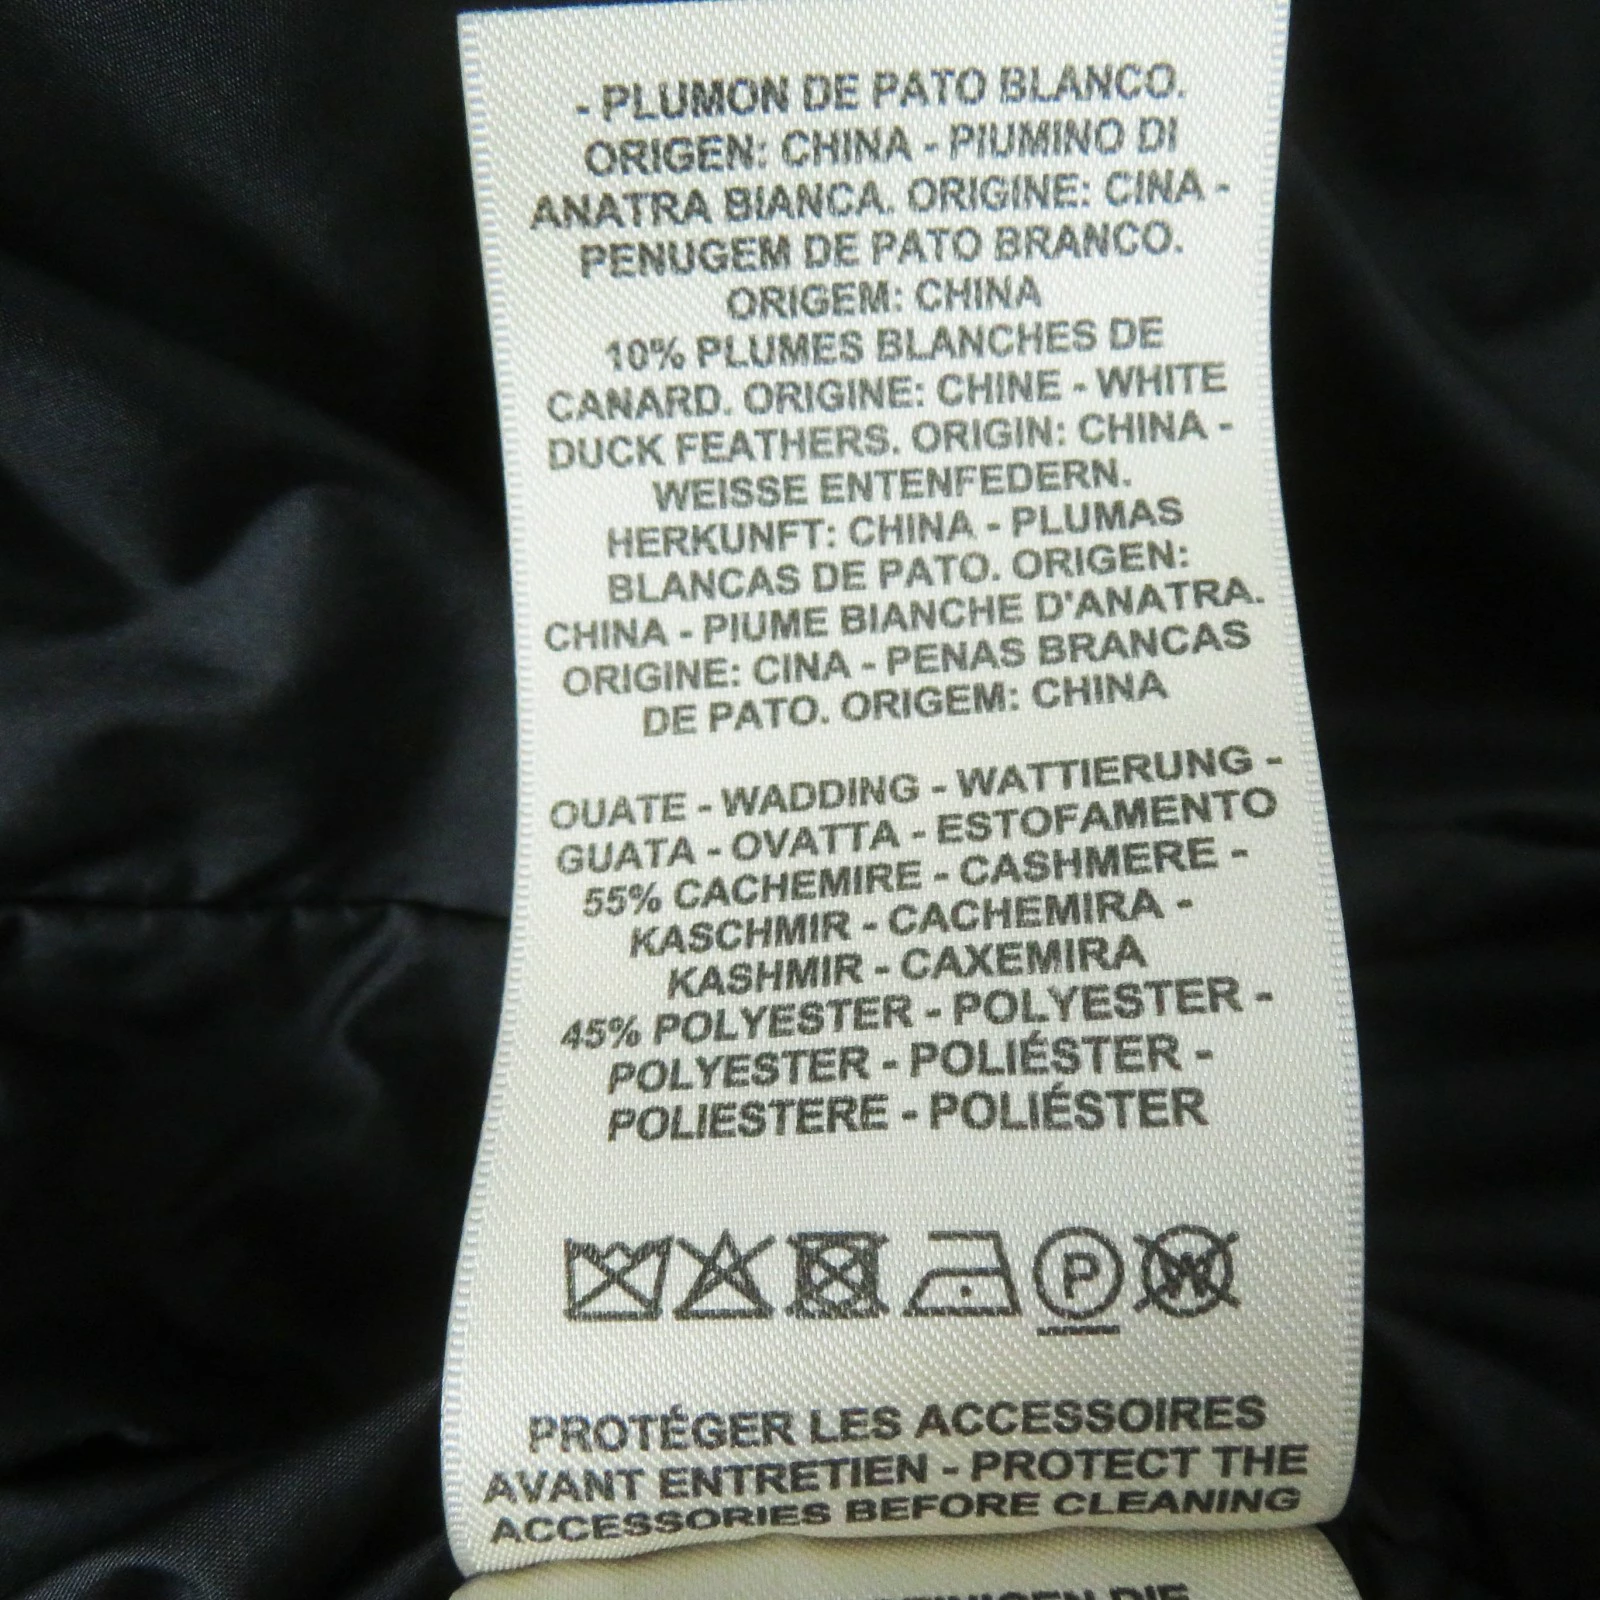 - PLUMON DE PATO BLANCO.
ORIGEN: CHINA - PIUMINO DI
ANATRA BIANCA. ORIGINE: CINA -
PENUGEM DE PATO BRANCO.
ORIGEM: CHINA
10% PLUMES BLANCHES DE
CANARD. ORIGINE: CHINE - WHITE
DUCK FEATHERS. ORIGIN: CHINA -
WEISSE ENTENFEDERN.
HERKUNFT: CHINA - PLUMAS
BLANCAS DE PATO. ORIGEN:
CHINA - PIUME BIANCHE D'ANATRA.
ORIGINE: CINA - PENAS BRANCAS
DE PATO. ORIGEM: CHINA
OUATE - WADDING - WATTIERUNG -
GUATA - OVATTA - ESTOFAMENTO
55% CACHEMIRE - CASHMERE -
KASCHMIR - CACHEMIRA -
KASHMIR - CAXEMIRA
45% POLYESTER - POLYESTER -
POLYESTER - POLIÉSTER -
POLIESTERE - POLIÉSTER
P W
PROTÉGER LES ACCESSOIRES
AVANT ENTRETIEN - PROTECT THE
ACCESSORIES BEFORE CLEANING
DIE